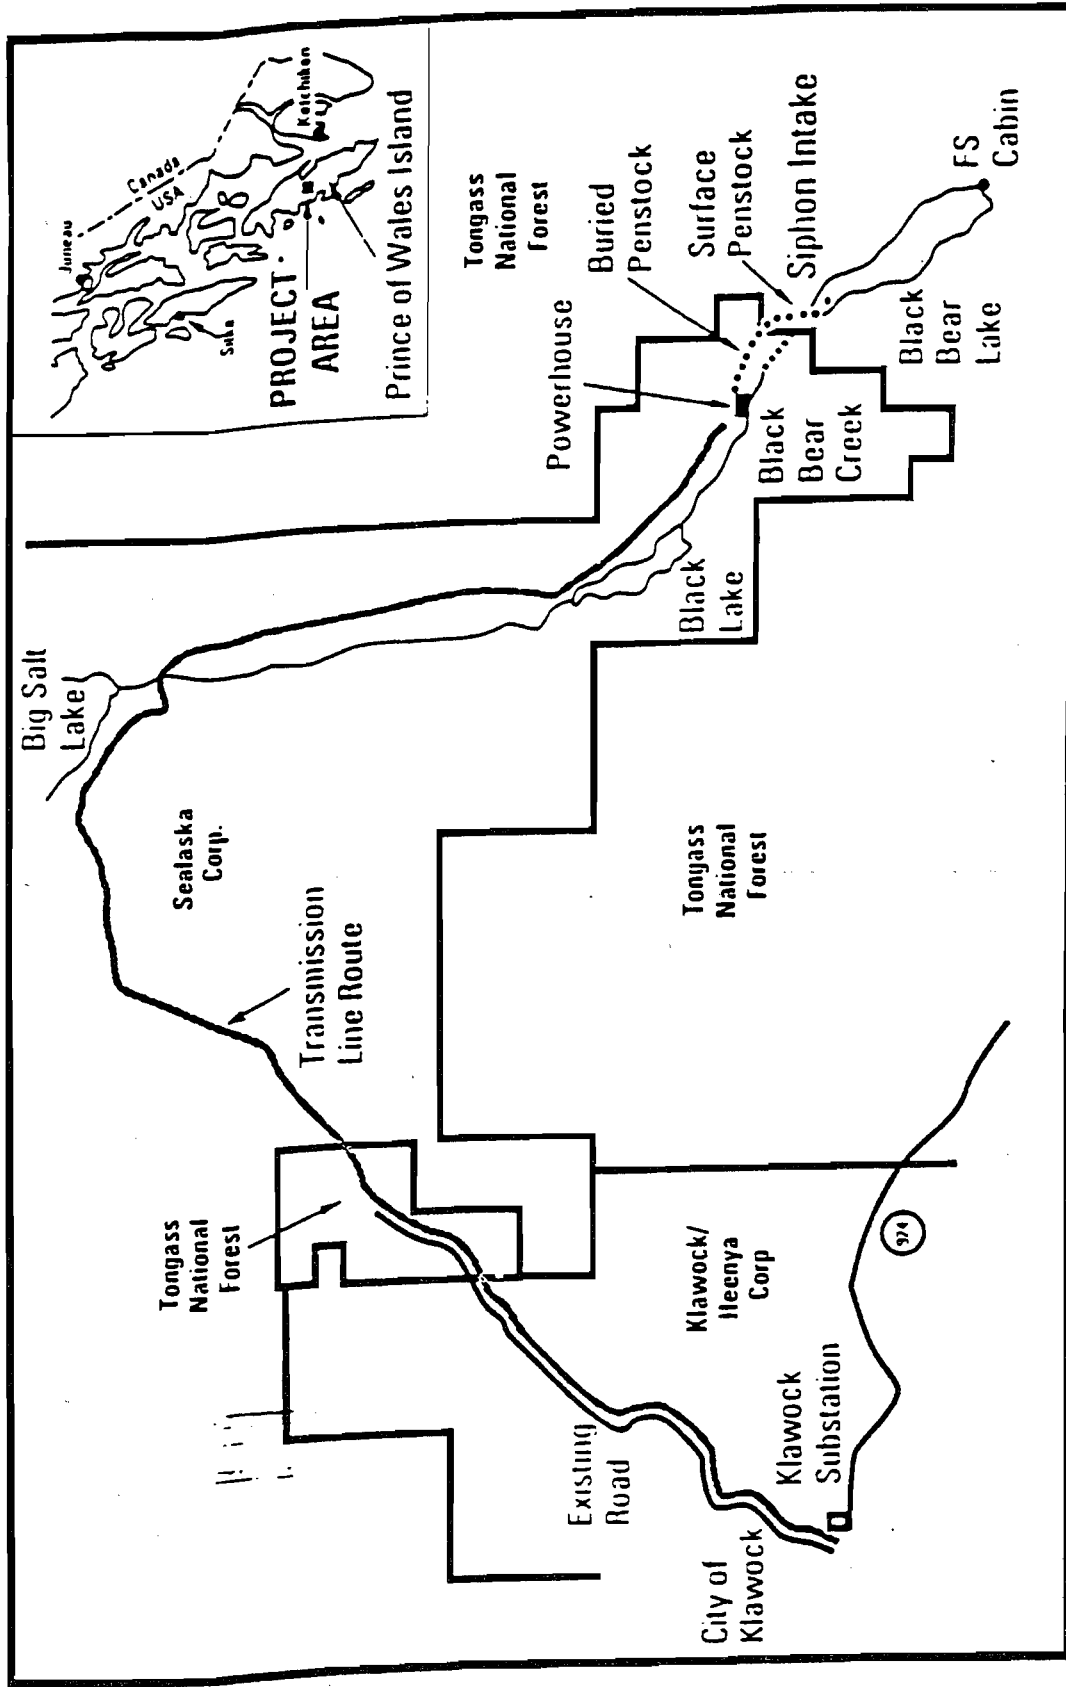 Juneau
Canada
USA
Sitka
Ketchikan
PROJECT
AREA
Prince of Wales Island
Big Salt
Lake
Sealaska
Corp.
Transmission
Line Route
Tongass
National
Forest
Tongass
National
Forest
Powerhouse
Buried
Penstock
Surface
Penstock
Siphon Intake
FS
Cabin
Black
Bear
Lake
Black
Bear
Creek
Black
Lake
Tongass
National
Forest
Klawock/
Heenya
Corp
924
Existing
Road
Klawock
Substation
City of
Klawock